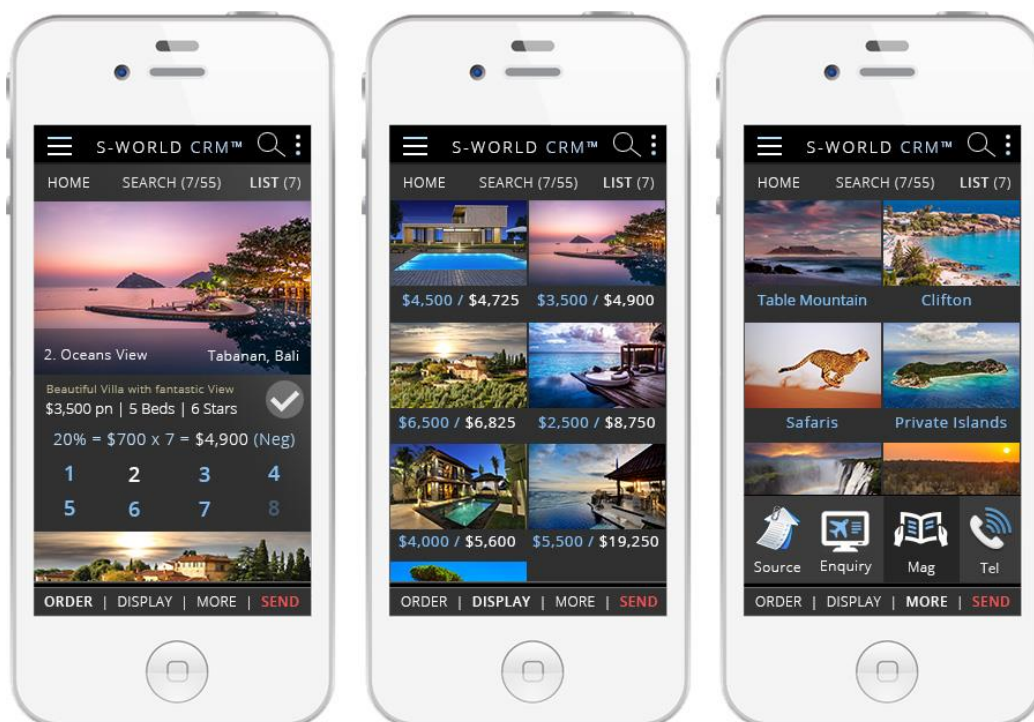 S-WORLD CRM™
HOME SEARCH (7/55) LIST (7)
2. Oceans View Tabanan, Bali
Beautiful Villa with fantastic View
$3,500 pn | 5 Beds | 6 Stars
20% = $700 x 7 = $4,900 (Neg)
1 2 3 4
5 6 7 8
ORDER | DISPLAY | MORE | SEND
S-WORLD CRM™
HOME SEARCH (7/55) LIST (7)
$4,500 / $4,725 $3,500 / $4,900
$6,500 / $6,825 $2,500 / $8,750
$4,000 / $5,600 $5,500 / $19,250
ORDER | DISPLAY | MORE | SEND
S-WORLD CRM™
HOME SEARCH (7/55) LIST (7)
Table Mountain Clifton
Safaris Private Islands
Source Enquiry Mag Tel
ORDER | DISPLAY | MORE | SEND